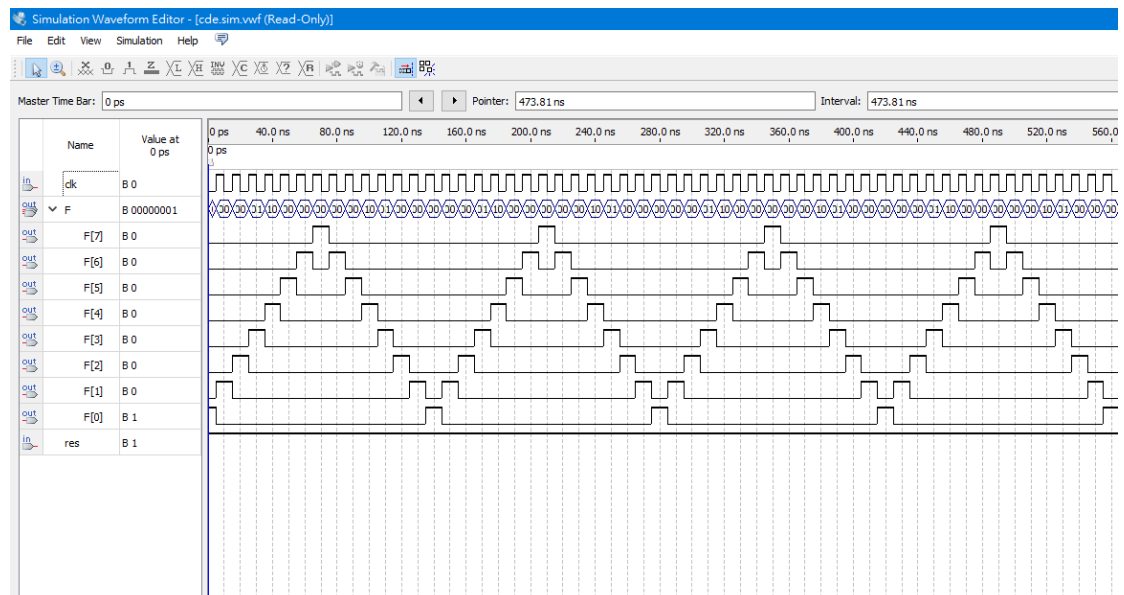 Simulation Waveform Editor - [cde.sim.vwf (Read-Only)]
File Edit View Simulation Help
Master Time Bar: 0 ps Pointer: 473.81 ns Interval: 473.81 ns
Name Value at 0 ps
0 ps 40.0 ns 80.0 ns 120.0 ns 160.0 ns 200.0 ns 240.0 ns 280.0 ns 320.0 ns 360.0 ns 400.0 ns 440.0 ns 480.0 ns 520.0 ns 560.0
0 ps
in clk B 0
out F B 00000001
out F[7] B 0
out F[6] B 0
out F[5] B 0
out F[4] B 0
out F[3] B 0
out F[2] B 0
out F[1] B 0
out F[0] B 1
in res B 1